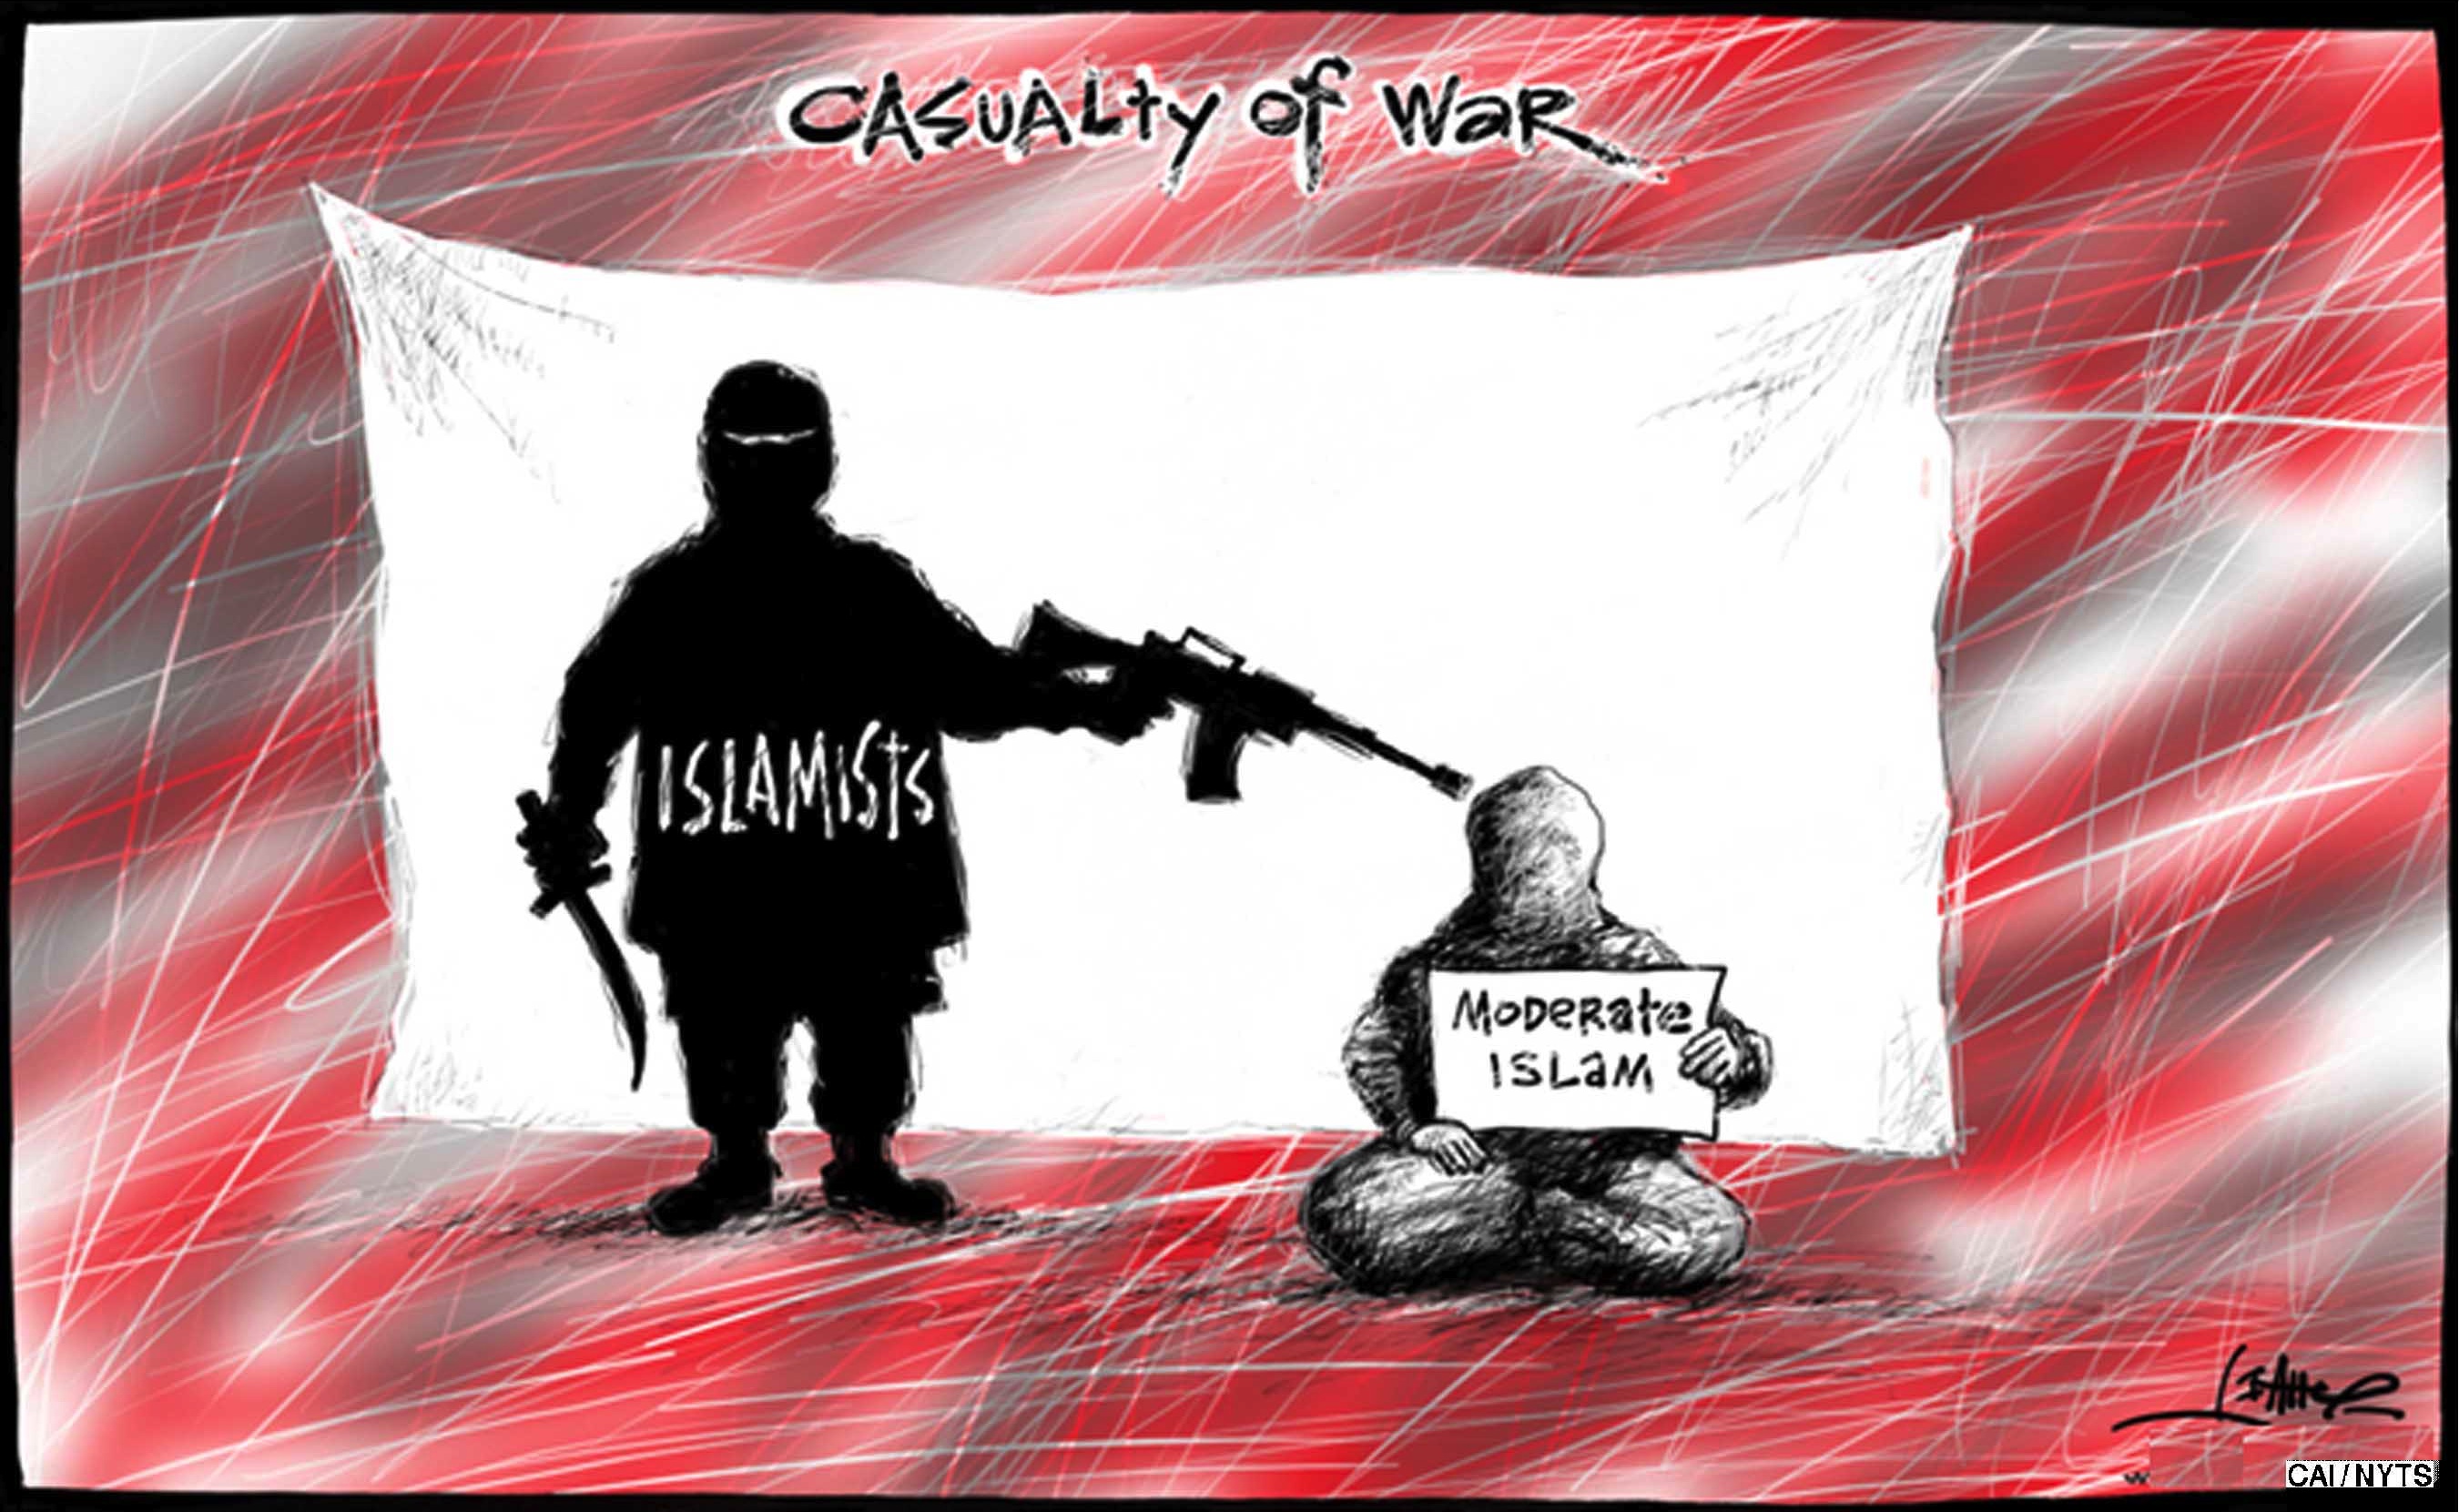 CASUALTY OF WAR
ISLAMISTS
MODERATE
ISLAM
CAI/NYTS